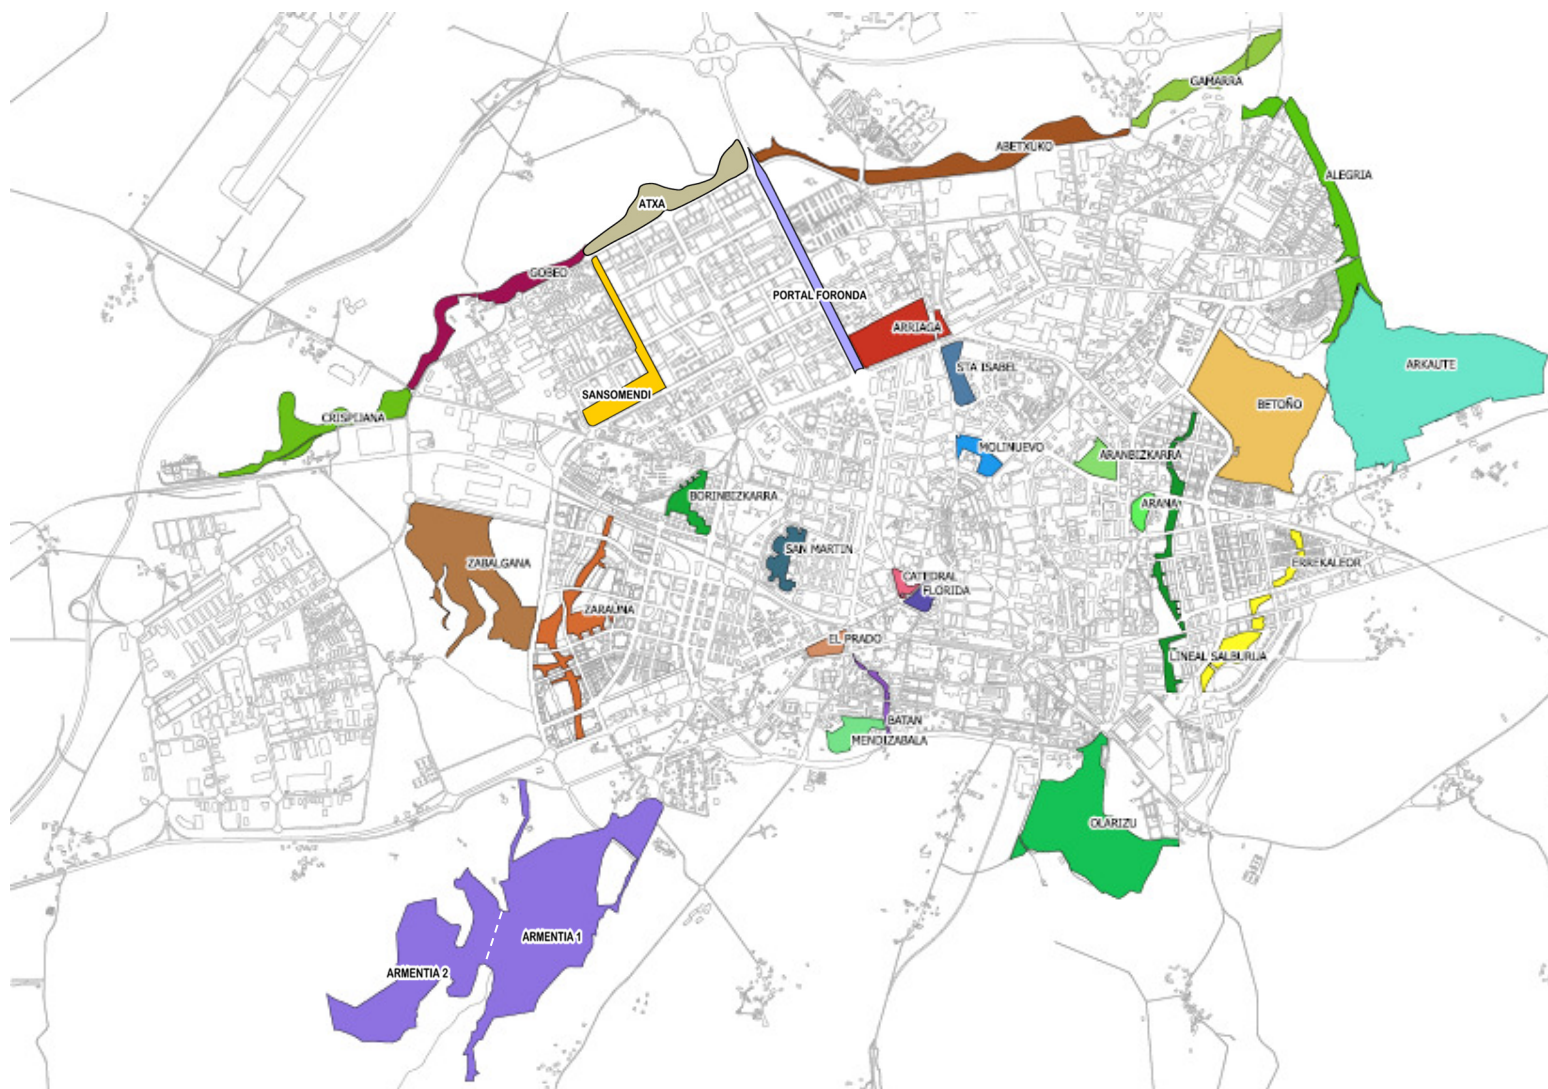 GAMARRA
ABETXUKO
ALEGRIA
ATXA
GOBEO
PORTAL FORONDA
ARRIAGA
STA ISABEL
ARKAUTE
SANSOMENDI
BETOÑO
CRISPIJANA
MOLINUEVO
ARANBIZKARRA
BORINBIZKARRA
ARANA
SAN MARTIN
ZABALGANA
ERREKALEOR
CATEDRAL
FLORIDA
ZARAUNA
EL PRADO
LINEAL SALBURUA
BATAN
MENDIZABALA
OLARIZU
ARMENTIA 1
ARMENTIA 2